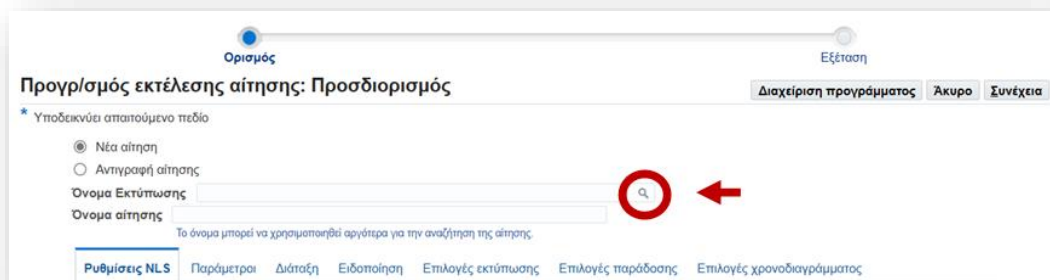 Ορισμός Εξέταση
Προγρ/σμός εκτέλεσης αίτησης: Προσδιορισμός
Διαχείριση προγράμματος Άκυρο Συνέχεια
* Υποδεικνύει απαιτούμενο πεδίο
Νέα αίτηση
Αντιγραφή αίτησης
Όνομα Εκτύπωσης
Όνομα αίτησης
Το όνομα μπορεί να χρησιμοποιηθεί αργότερα για την αναζήτηση της αίτησης.
Ρυθμίσεις NLS Παράμετροι Διάταξη Ειδοποίηση Επιλογές εκτύπωσης Επιλογές παράδοσης Επιλογές χρονοδιαγράμματος